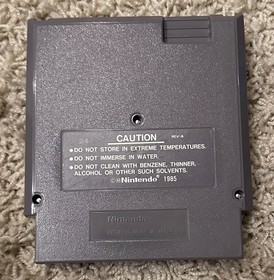 CAUTION REV-A
• DO NOT STORE IN EXTREME TEMPERATURES.
• DO NOT IMMERSE IN WATER.
• DO NOT CLEAN WITH BENZENE, THINNER,
ALCOHOL OR OTHER SUCH SOLVENTS.
©® Nintendo® 1985
Nintendo